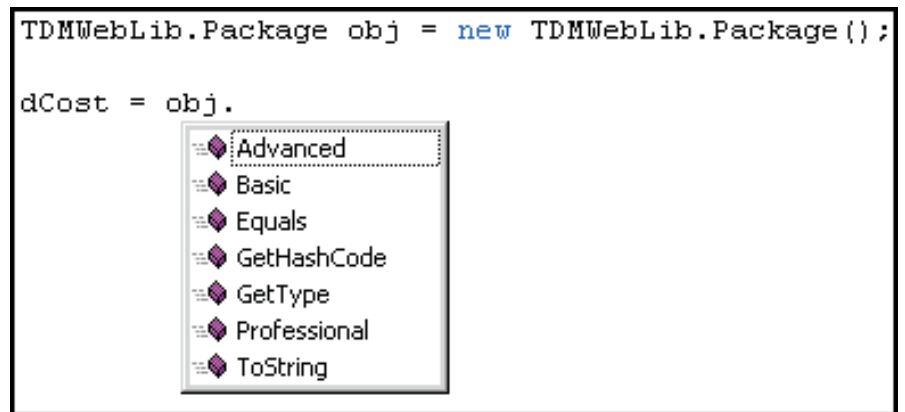 TDMWebLib.Package obj = new TDMWebLib.Package();
dCost = obj.
Advanced
Basic
Equals
GetHashCode
GetType
Professional
ToString